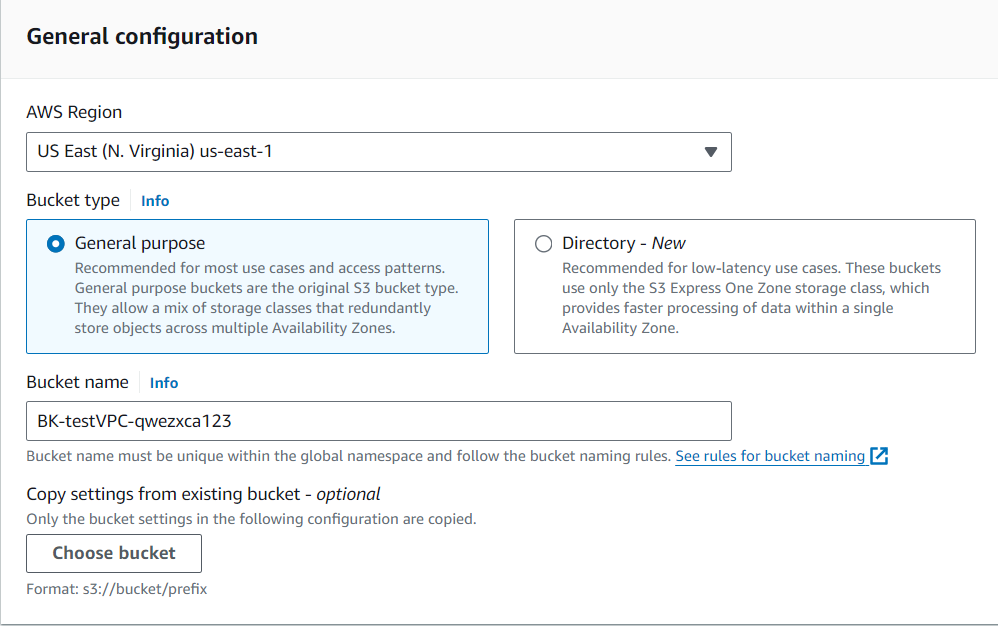 General configuration
AWS Region
US East (N. Virginia) us-east-1
Bucket type Info
General purpose
Recommended for most use cases and access patterns.
General purpose buckets are the original S3 bucket type.
They allow a mix of storage classes that redundantly
store objects across multiple Availability Zones.
Directory - New
Recommended for low-latency use cases. These buckets
use only the S3 Express One Zone storage class, which
provides faster processing of data within a single
Availability Zone.
Bucket name Info
BK-testVPC-qwezxca123
Bucket name must be unique within the global namespace and follow the bucket naming rules. See rules for bucket naming
Copy settings from existing bucket - optional
Only the bucket settings in the following configuration are copied.
Choose bucket
Format: s3://bucket/prefix